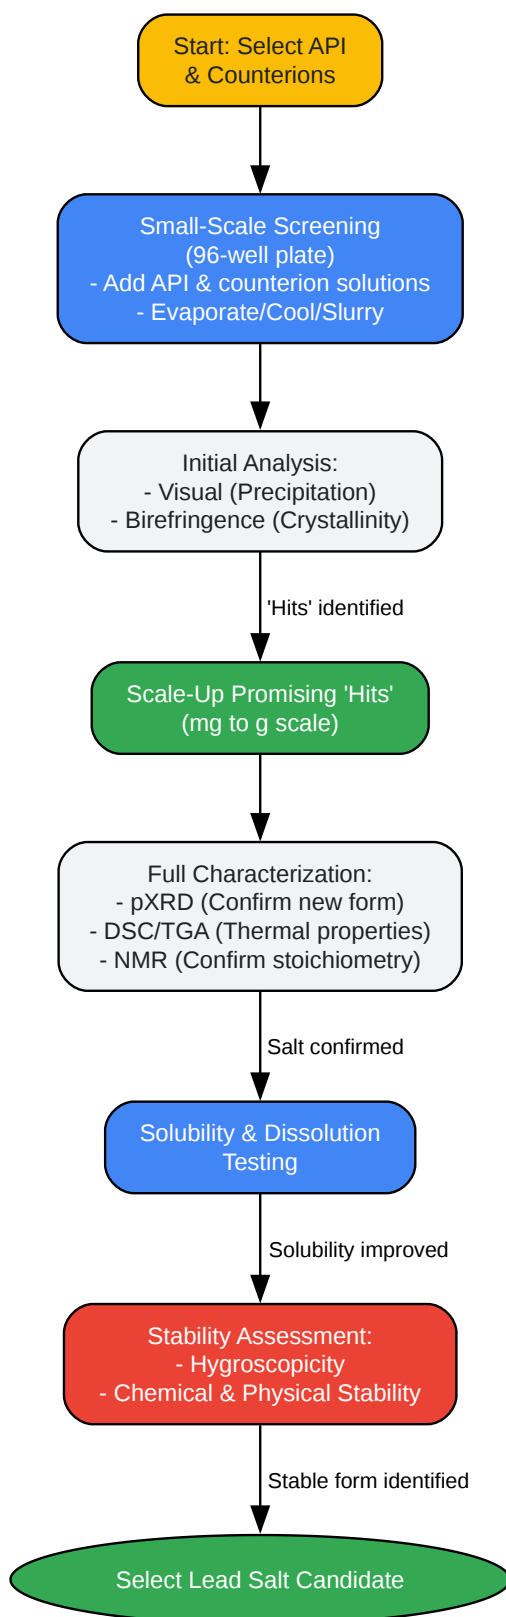 Start: Select API
& Counterions
Small-Scale Screening
(96-well plate)
- Add API & counterion solutions
- Evaporate/Cool/Slurry
Initial Analysis:
- Visual (Precipitation)
- Birefringence (Crystallinity)
'Hits' identified
Scale-Up Promising 'Hits'
(mg to g scale)
Full Characterization:
- pXRD (Confirm new form)
- DSC/TGA (Thermal properties)
- NMR (Confirm stoichiometry)
Salt confirmed
Solubility & Dissolution
Testing
Solubility improved
Stability Assessment:
- Hygroscopicity
- Chemical & Physical Stability
Stable form identified
Select Lead Salt Candidate